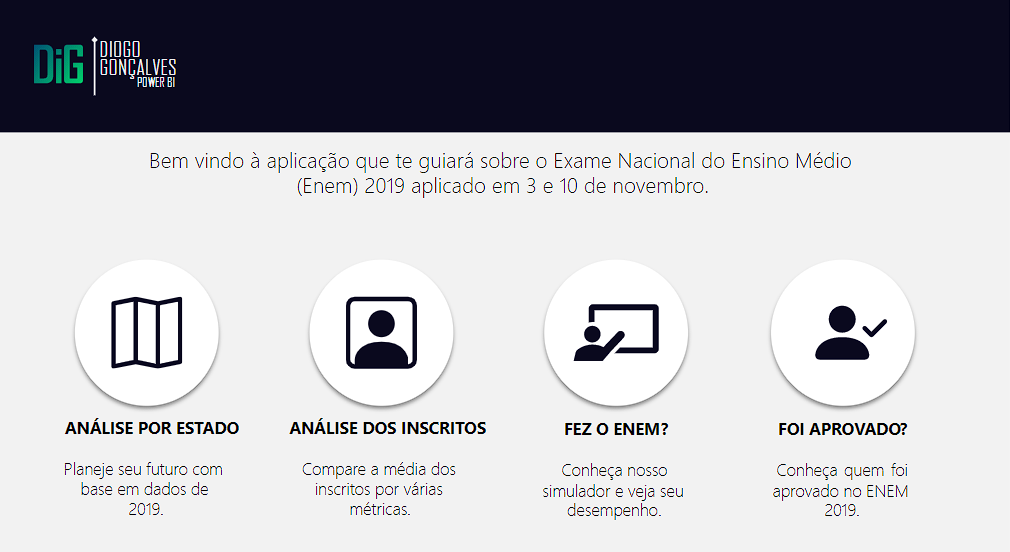 DiG
DIOGO
GONÇALVES
POWER BI
Bem vindo à aplicação que te guiará sobre o Exame Nacional do Ensino Médio
(Enem) 2019 aplicado em 3 e 10 de novembro.
ANÁLISE POR ESTADO
Planeje seu futuro com
base em dados de
2019.
ANÁLISE DOS INSCRITOS
Compare a média dos
inscritos por várias
métricas.
FEZ O ENEM?
Conheça nosso
simulador e veja seu
desempenho.
FOI APROVADO?
Conheça quem foi
aprovado no ENEM
2019.